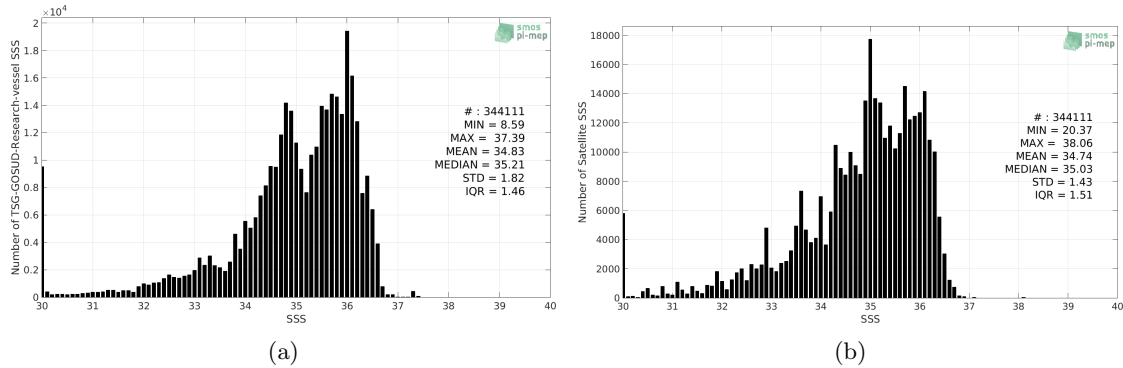 ×10⁴
smos
pi-mep
Number of TSG-GOSUD-Research-vessel SSS
2
1.8
1.6
1.4
1.2
1
0.8
0.6
0.4
0.2
0
# : 344111
MIN = 8.59
MAX = 37.39
MEAN = 34.83
MEDIAN = 35.21
STD = 1.82
IQR = 1.46
30 31 32 33 34 35 36 37 38 39 40
SSS
(a)
smos
pi-mep
Number of Satellite SSS
18000
16000
14000
12000
10000
8000
6000
4000
2000
0
# : 344111
MIN = 20.37
MAX = 38.06
MEAN = 34.74
MEDIAN = 35.03
STD = 1.43
IQR = 1.51
30 31 32 33 34 35 36 37 38 39 40
SSS
(b)